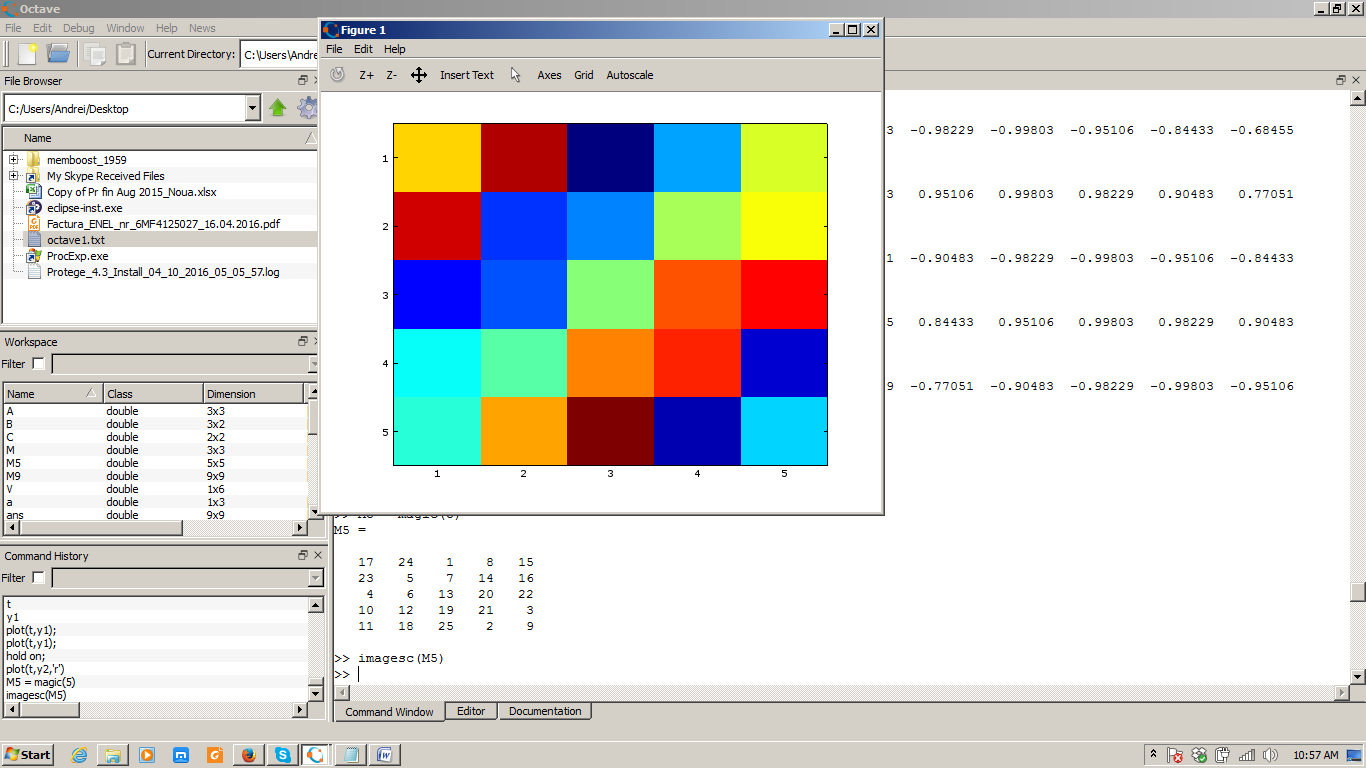 Octave
File Edit Debug Window Help News
Current Directory: C:\Users\Andrei
File Browser
C:/Users/Andrei/Desktop
Name
memboost_1959
My Skype Received Files
Copy of Pr fin Aug 2015_Noua.xlsx
eclipse-inst.exe
Factura_ENEL_nr_6MF4125027_16.04.2016.pdf
octave1.txt
ProcExp.exe
Protege_4.3_Install_04_10_2016_05_05_57.log
Workspace
Filter
Name Class Dimension
A double 3x3
B double 3x2
C double 2x2
M double 3x3
M5 double 5x5
M9 double 9x9
V double 1x6
a double 1x3
ans double 9x9
Command History
Filter
t
y1
plot(t,y1);
plot(t,y1);
hold on;
plot(t,y2,'r')
M5 = magic(5)
imagesc(M5)
Figure 1
File Edit Help
Z+ Z- Insert Text Axes Grid Autoscale
1
2
3
4
5
1 2 3 4 5
3 -0.98229 -0.99803 -0.95106 -0.84433 -0.68455
3 0.95106 0.99803 0.98229 0.90483 0.77051
1 -0.90483 -0.98229 -0.99803 -0.95106 -0.84433
5 0.84433 0.95106 0.99803 0.98229 0.90483
9 -0.77051 -0.90483 -0.98229 -0.99803 -0.95106
M5 =
17 24 1 8 15
23 5 7 14 16
4 6 13 20 22
10 12 19 21 3
11 18 25 2 9
>> imagesc(M5)
>>
Command Window Editor Documentation
Start 10:57 AM